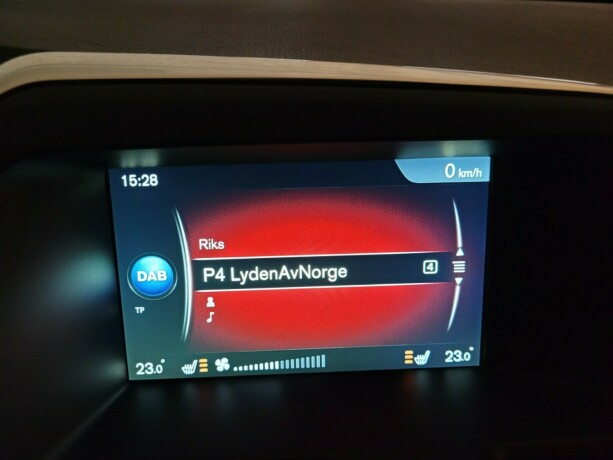 15:28
0 km/h
Riks
DAB
P4 LydenAvNorge
4
TP
23.0°
23.0°